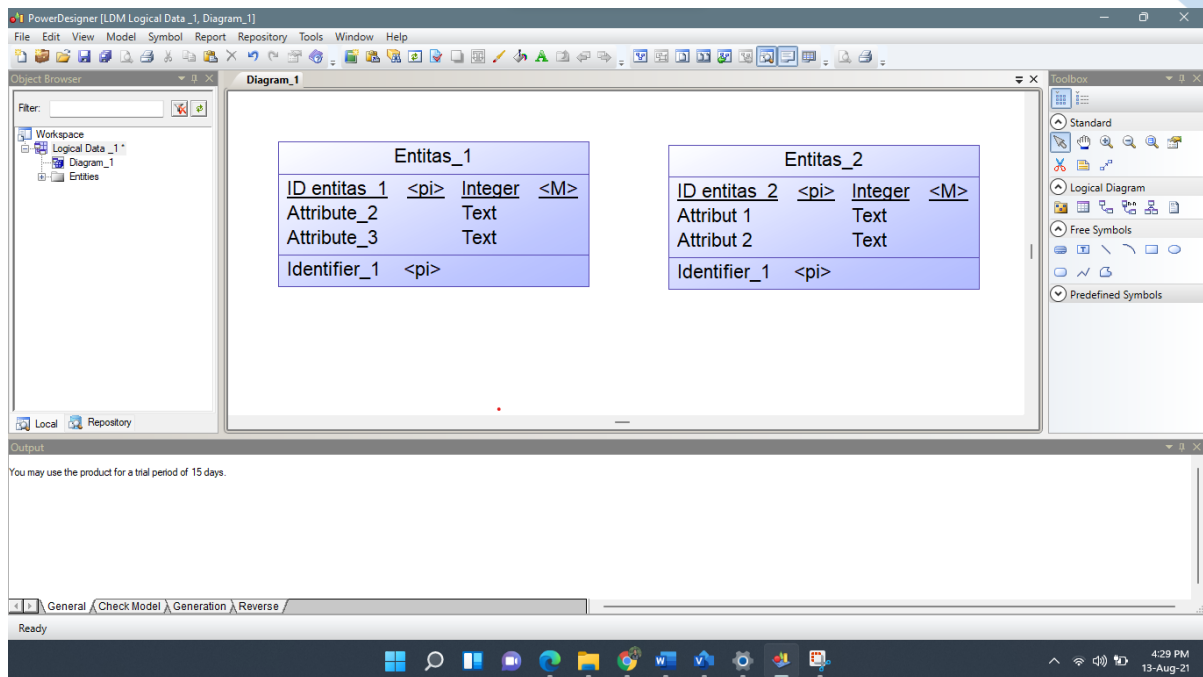 PowerDesigner [LDM Logical Data _1, Diagram_1]
File Edit View Model Symbol Report Repository Tools Window Help
Object Browser
Diagram_1
Toolbox
Filter:
Workspace
Logical Data _1 *
Diagram_1
Entities
Local Repository
Entitas_1
ID entitas_1 <pi> Integer <M>
Attribute_2 Text
Attribute_3 Text
Identifier_1 <pi>
Entitas_2
ID entitas_2 <pi> Integer <M>
Attribut 1 Text
Attribut 2 Text
Identifier_1 <pi>
Standard
Logical Diagram
Free Symbols
Predefined Symbols
Output
You may use the product for a trial period of 15 days.
General Check Model Generation Reverse
Ready
4:29 PM
13-Aug-21